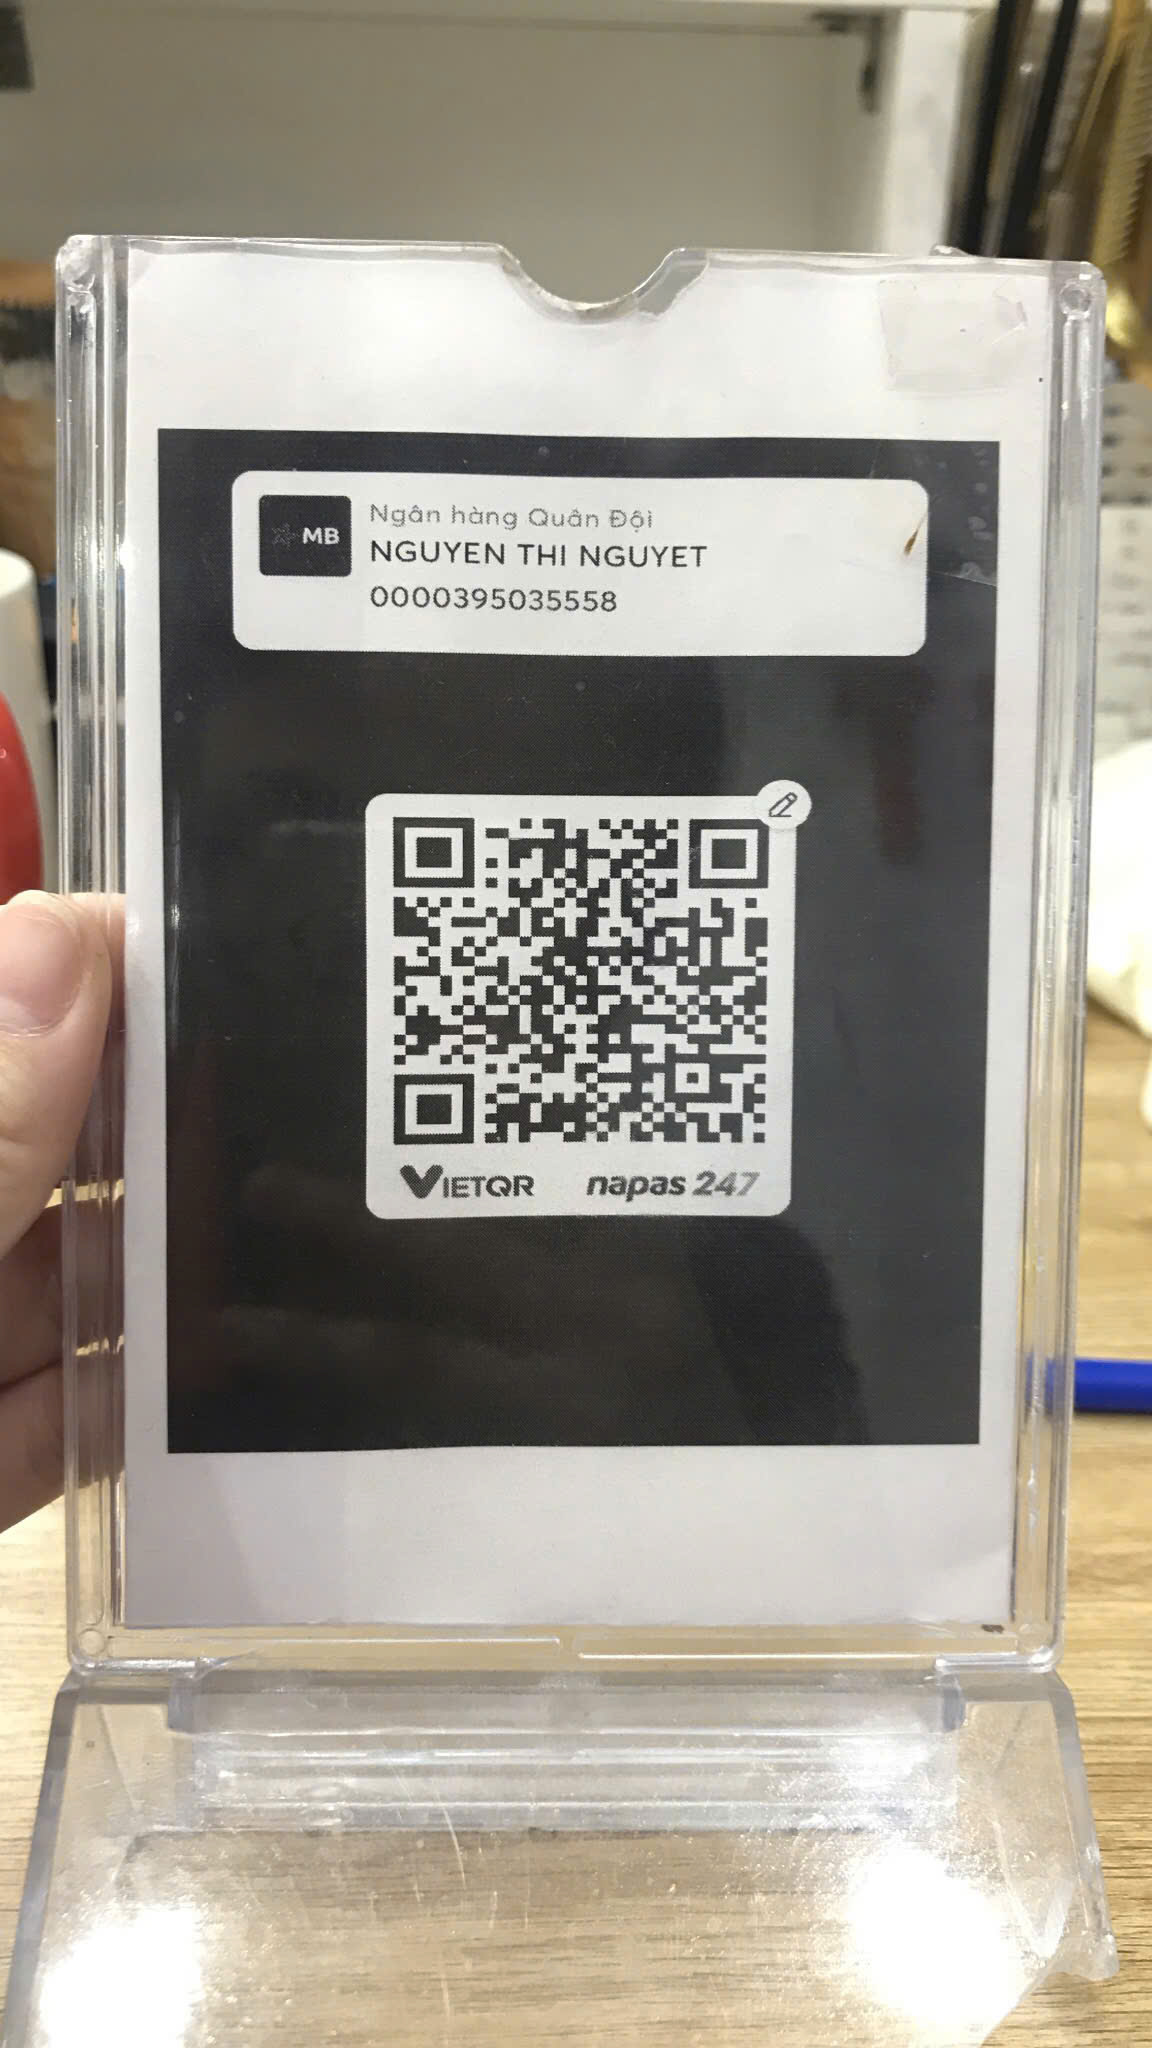 MB
Ngân hàng Quân Đội
NGUYEN THI NGUYET
0000395035558
VIETQR
napas 247